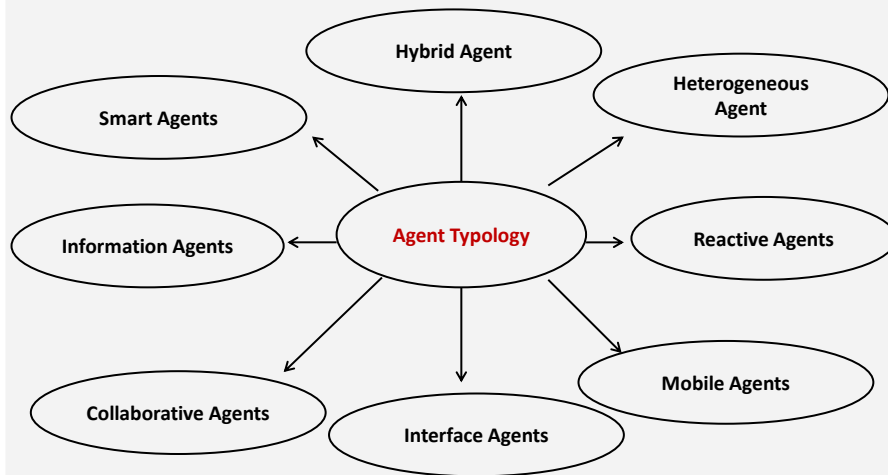 Hybrid Agent
Heterogeneous
Agent
Smart Agents
Agent Typology
Information Agents
Reactive Agents
Mobile Agents
Collaborative Agents
Interface Agents